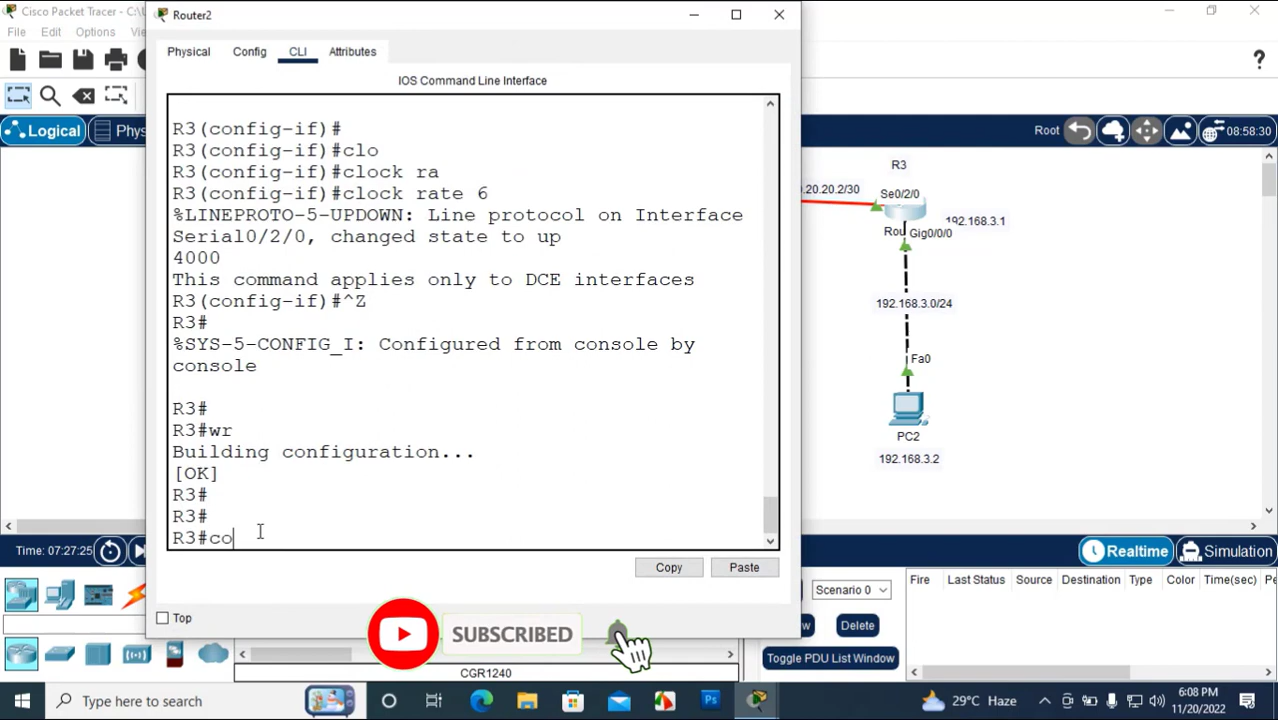 Cisco Packet Tracer - C:\
Router2
File Edit Options
Physical Config CLI Attributes
IOS Command Line Interface
Logical
Phys
Root
08:58:30
R3(config-if)#
R3(config-if)#clo
R3(config-if)#clock ra
R3(config-if)#clock rate 6
%LINEPROTO-5-UPDOWN: Line protocol on Interface
Serial0/2/0, changed state to up
4000
This command applies only to DCE interfaces
R3(config-if)#^Z
R3#
%SYS-5-CONFIG_I: Configured from console by
console
R3#
R3#wr
Building configuration...
[OK]
R3#
R3#
R3#co
Copy Paste
Top
R3
.20.20.2/30
Se0/2/0
192.168.3.1
Rou
Gig0/0/0
192.168.3.0/24
Fa0
PC2
192.168.3.2
Time: 07:27:25
Realtime Simulation
Scenario 0
Fire Last Status Source Destination Type Color Time(sec) Pe
Delete
Toggle PDU List Window
SUBSCRIBED
CGR1240
Type here to search
Ps
29°C Haze
6:08 PM
11/20/2022